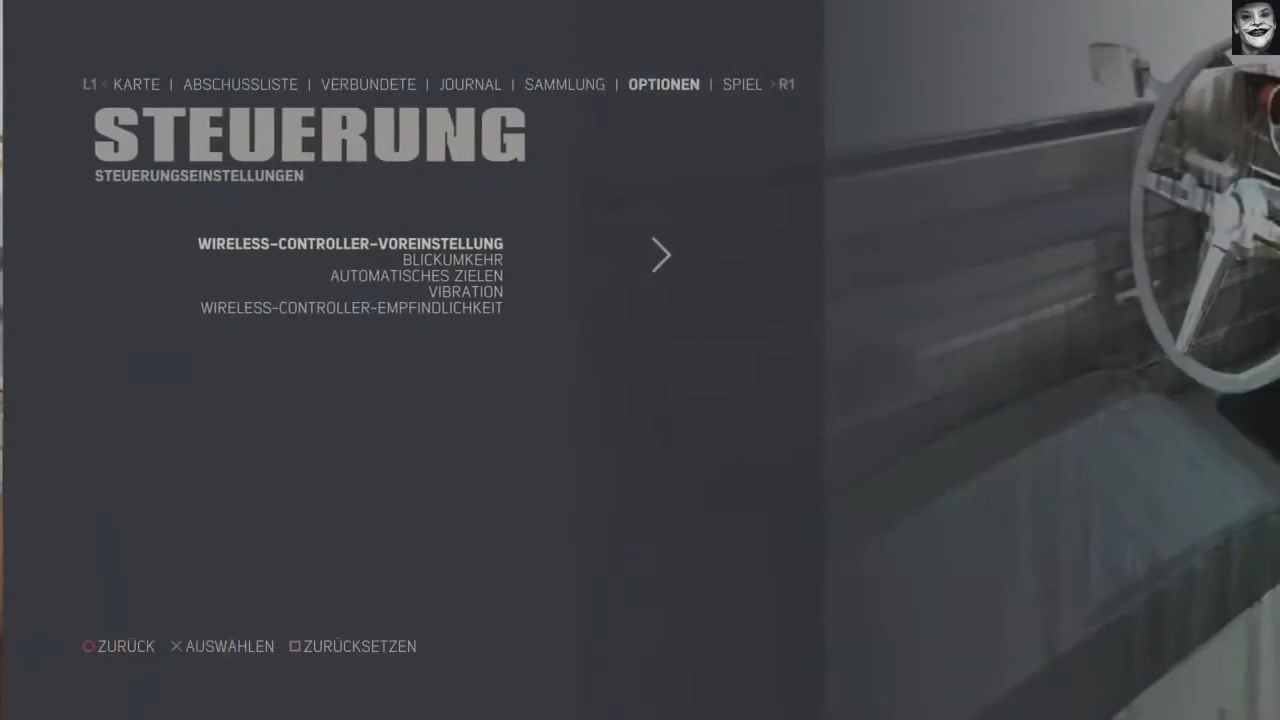 L1 < KARTE | ABSCHUSSLISTE | VERBÜNDETE | JOURNAL | SAMMLUNG | OPTIONEN | SPIEL > R1
STEUERUNG
STEUERUNGSEINSTELLUNGEN
WIRELESS-CONTROLLER-VOREINSTELLUNG
BLICKUMKEHR
AUTOMATISCHES ZIELEN
VIBRATION
WIRELESS-CONTROLLER-EMPFINDLICHKEIT
ZURÜCK AUSWÄHLEN ZURÜCKSETZEN